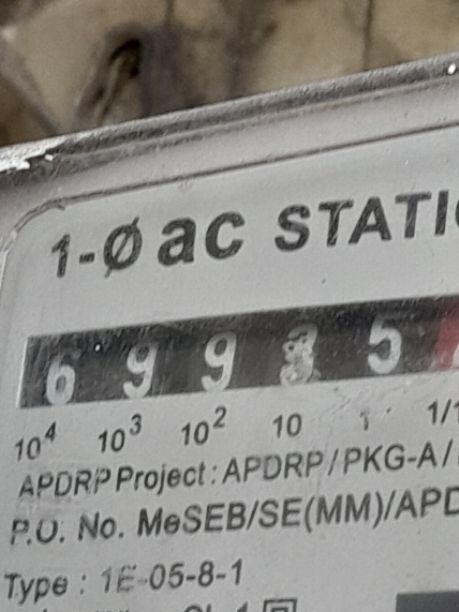 1-Ø ac STATI
6 9 9 3 5
10⁴ 10³ 10² 10 1 1/1
APDRP Project : APDRP/PKG-A/
P.O. No. MeSEB/SE(MM)/APD
Type : 1E-05-8-1